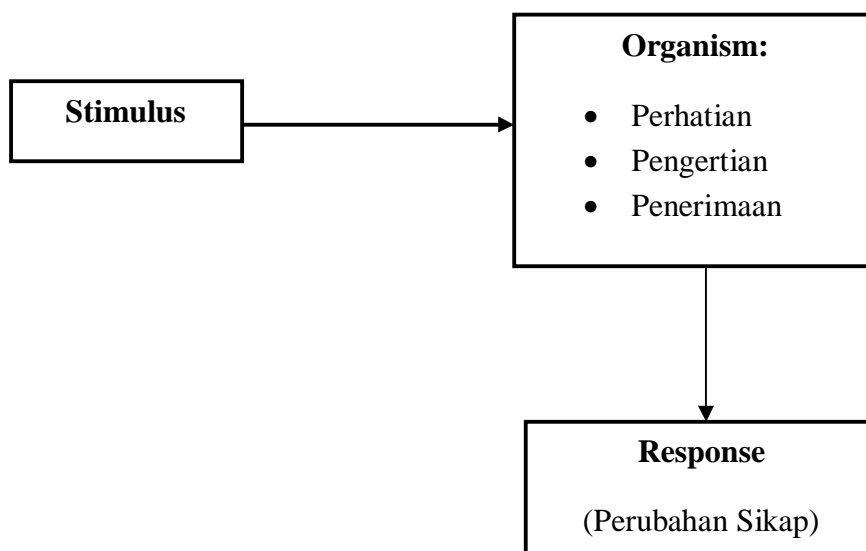 Stimulus
Organism:
• Perhatian
• Pengertian
• Penerimaan
Response
(Perubahan Sikap)